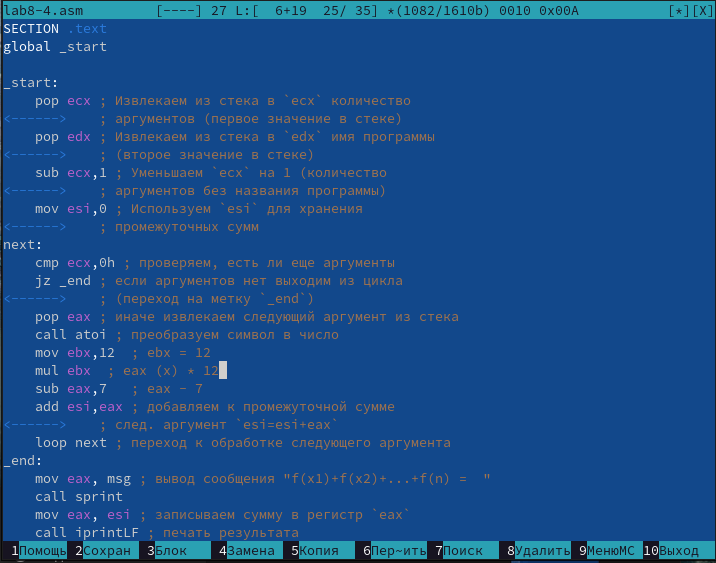 lab8-4.asm [----] 27 L:[ 6+19 25/ 35] *(1082/1610b) 0010 0x00A [*][X]
SECTION .text
global _start
_start:
pop ecx ; Извлекаем из стека в `ecx` количество
<------> ; аргументов (первое значение в стеке)
pop edx ; Извлекаем из стека в `edx` имя программы
<------> ; (второе значение в стеке)
sub ecx,1 ; Уменьшаем `ecx` на 1 (количество
<------> ; аргументов без названия программы)
mov esi,0 ; Используем `esi` для хранения
<------> ; промежуточных сумм
next:
cmp ecx,0h ; проверяем, есть ли еще аргументы
jz _end ; если аргументов нет выходим из цикла
<------> ; (переход на метку `_end`)
pop eax ; иначе извлекаем следующий аргумент из стека
call atoi ; преобразуем символ в число
mov ebx,12 ; ebx = 12
mul ebx ; eax (x) * 12
sub eax,7 ; eax - 7
add esi,eax ; добавляем к промежуточной сумме
<------> ; след. аргумент `esi=esi+eax`
loop next ; переход к обработке следующего аргумента
_end:
mov eax, msg ; вывод сообщения "f(x1)+f(x2)+...+f(n) =  "
call sprint
mov eax, esi ; записываем сумму в регистр `eax`
call iprintLF ; печать результата
1Помощь 2Сохран 3Блок 4Замена 5Копия 6Пер~ить 7Поиск 8Удалить 9МенюМС 10Выход